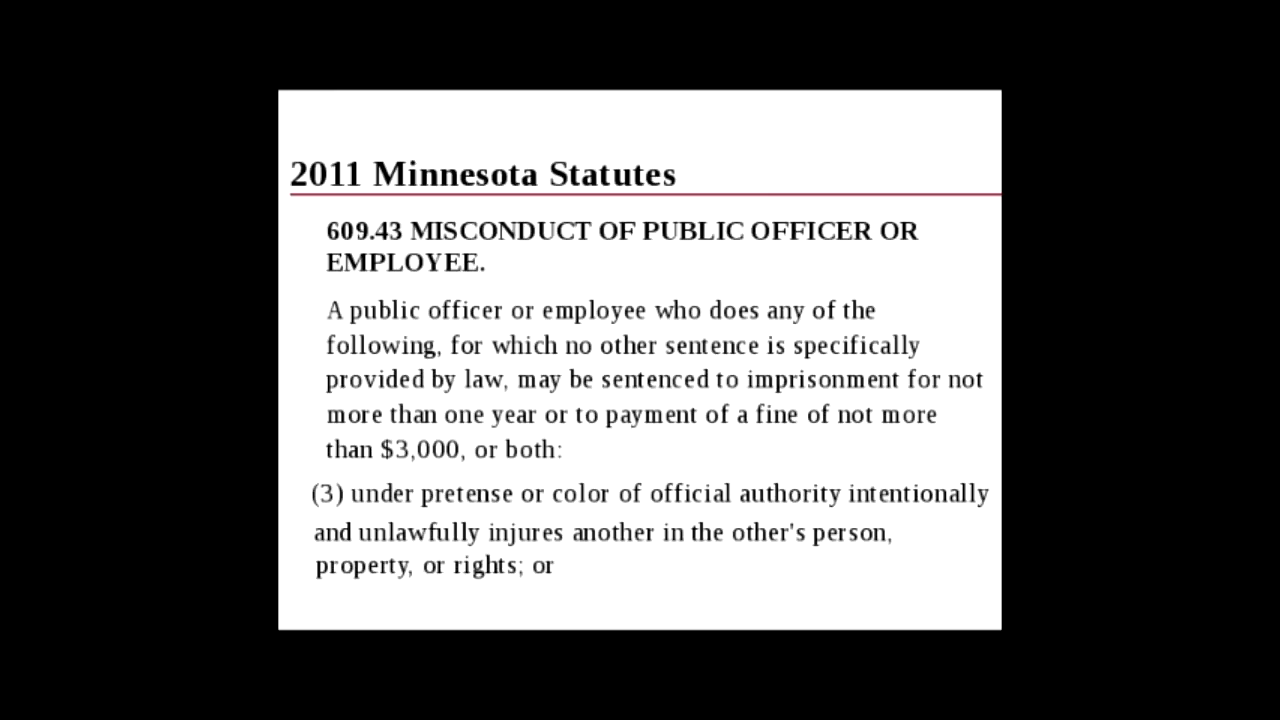 2011 Minnesota Statutes
609.43 MISCONDUCT OF PUBLIC OFFICER OR
EMPLOYEE.
A public officer or employee who does any of the
following, for which no other sentence is specifically
provided by law, may be sentenced to imprisonment for not
more than one year or to payment of a fine of not more
than $3,000, or both:
(3) under pretense or color of official authority intentionally
and unlawfully injures another in the other's person,
property, or rights; or